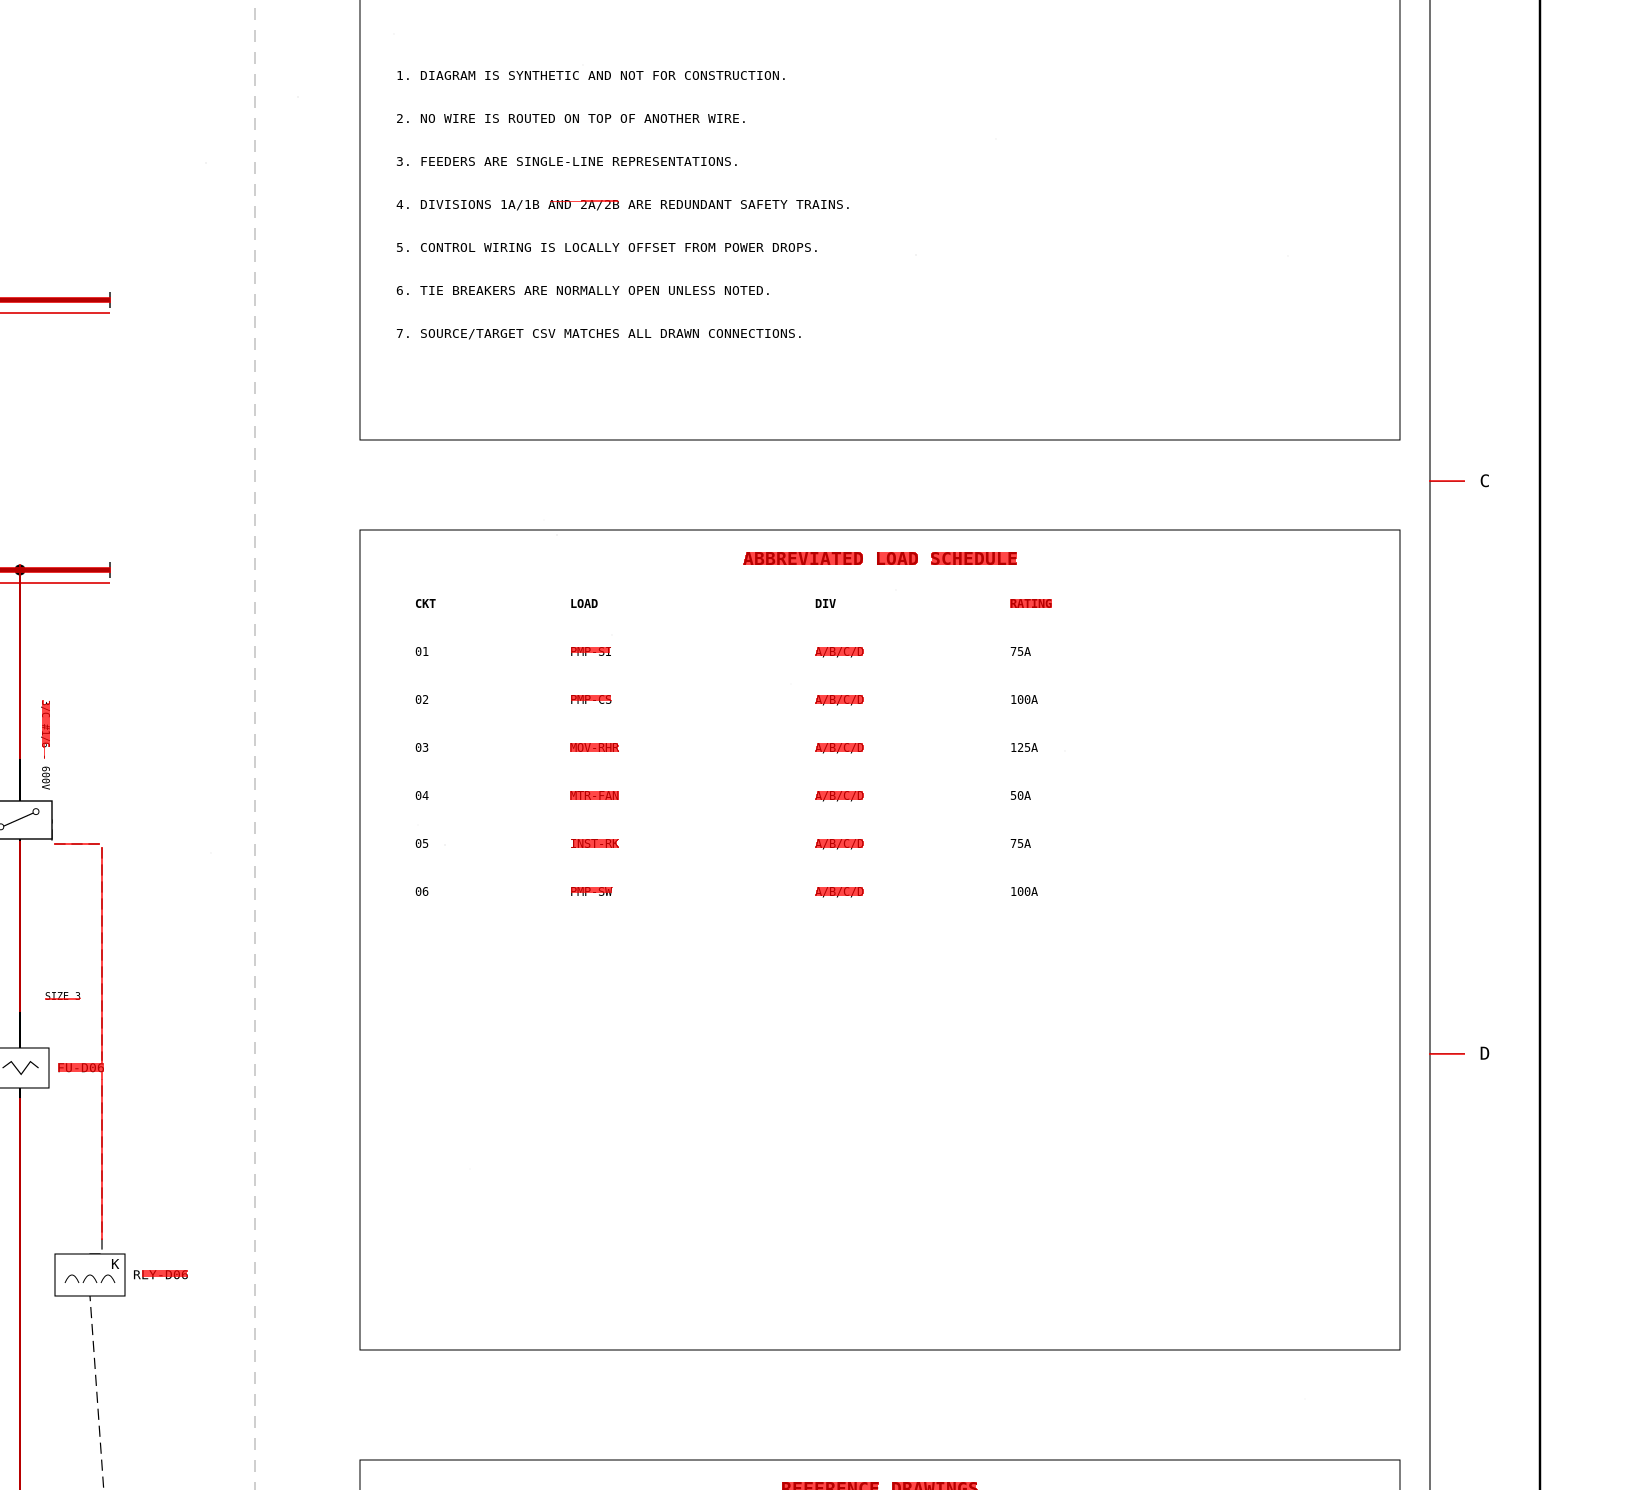 1. DIAGRAM IS SYNTHETIC AND NOT FOR CONSTRUCTION.
2. NO WIRE IS ROUTED ON TOP OF ANOTHER WIRE.
3. FEEDERS ARE SINGLE-LINE REPRESENTATIONS.
4. DIVISIONS 1A/1B AND 2A/2B ARE REDUNDANT SAFETY TRAINS.
5. CONTROL WIRING IS LOCALLY OFFSET FROM POWER DROPS.
6. TIE BREAKERS ARE NORMALLY OPEN UNLESS NOTED.
7. SOURCE/TARGET CSV MATCHES ALL DRAWN CONNECTIONS.
C
ABBREVIATED LOAD SCHEDULE
CKT LOAD DIV RATING
01 PMP-SI A/B/C/D 75A
02 PMP-CS A/B/C/D 100A
03 MOV-RHR A/B/C/D 125A
04 MTR-FAN A/B/C/D 50A
05 INST-RK A/B/C/D 75A
06 PMP-SW A/B/C/D 100A
3/C 600V
SIZE 3
FU-D06
D
K
RLY-D06
REFERENCE DRAWINGS